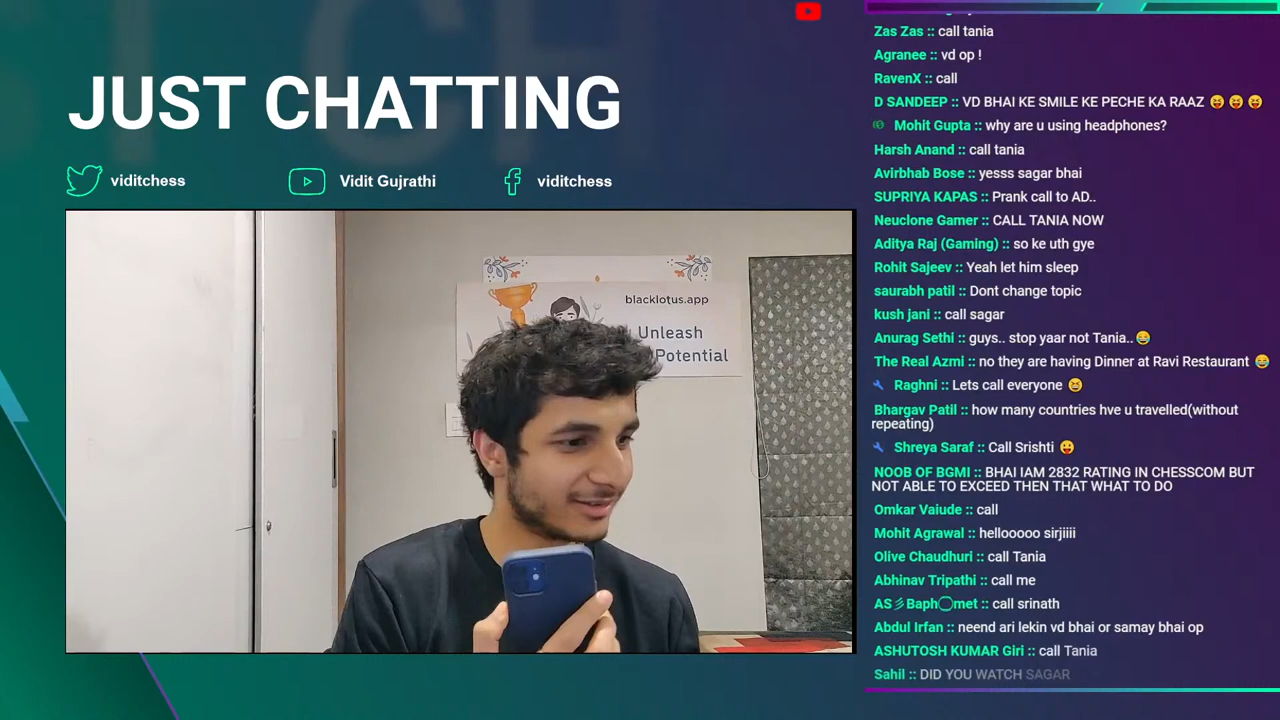 JUST CHATTING
viditchess
Vidit Gujrathi
viditchess
blacklotus.app
Unleash
Potential
Zas Zas :: call tania
Agranee :: vd op !
RavenX :: call
D SANDEEP :: VD BHAI KE SMILE KE PECHE KA RAAZ 😝 😝 😝
Mohit Gupta :: why are u using headphones?
Harsh Anand :: call tania
Avirbhab Bose :: yesss sagar bhai
SUPRIYA KAPAS :: Prank call to AD..
Neuclone Gamer :: CALL TANIA NOW
Aditya Raj (Gaming) :: so ke uth gye
Rohit Sajeev :: Yeah let him sleep
saurabh patil :: Dont change topic
kush jani :: call sagar
Anurag Sethi :: guys.. stop yaar not Tania..😂
The Real Azmi :: no they are having Dinner at Ravi Restaurant 😂
Raghni :: Lets call everyone 😆
Bhargav Patil :: how many countries hve u travelled(without
repeating)
Shreya Saraf :: Call Srishti 😛
NOOB OF BGMI :: BHAI IAM 2832 RATING IN CHESSCOM BUT
NOT ABLE TO EXCEED THEN THAT WHAT TO DO
Omkar Vaiude :: call
Mohit Agrawal :: hellooooo sirjiiii
Olive Chaudhuri :: call Tania
Abhinav Tripathi :: call me
AS彡Baph◯met :: call srinath
Abdul Irfan :: neend ari lekin vd bhai or samay bhai op
ASHUTOSH KUMAR Giri :: call Tania
Sahil :: DID YOU WATCH SAGAR